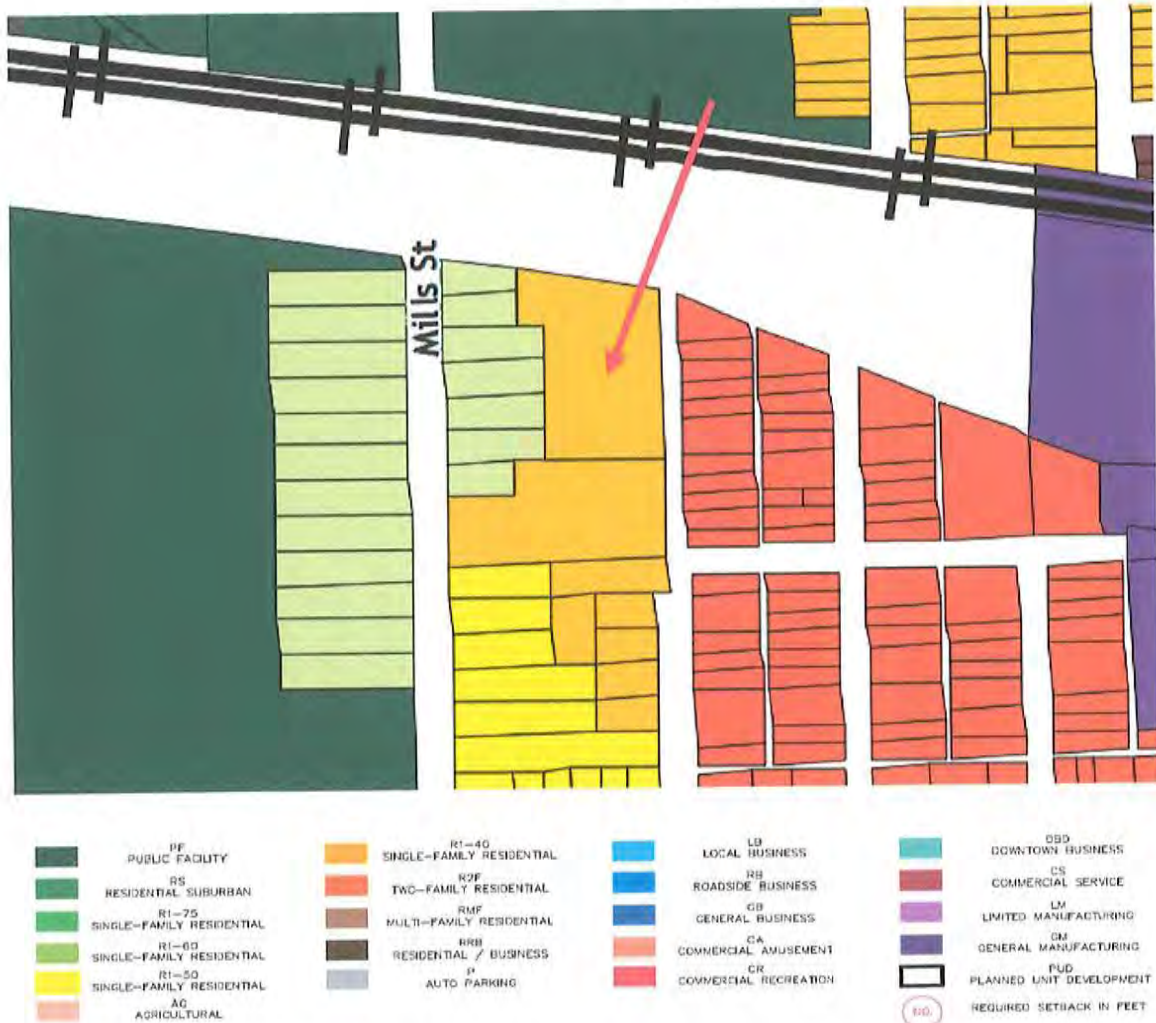 Mills St
PF
PUBLIC FACILITY
RS
RESIDENTIAL SUBURBAN
R1-75
SINGLE-FAMILY RESIDENTIAL
R1-60
SINGLE-FAMILY RESIDENTIAL
R1-50
SINGLE-FAMILY RESIDENTIAL
AG
AGRICULTURAL
R1-40
SINGLE-FAMILY RESIDENTIAL
R2F
TWO-FAMILY RESIDENTIAL
RMF
MULTI-FAMILY RESIDENTIAL
RRB
RESIDENTIAL / BUSINESS
P
AUTO PARKING
LB
LOCAL BUSINESS
RB
ROADSIDE BUSINESS
GB
GENERAL BUSINESS
CA
COMMERCIAL AMUSEMENT
CR
COMMERCIAL RECREATION
DBD
DOWNTOWN BUSINESS
CS
COMMERCIAL SERVICE
LM
LIMITED MANUFACTURING
GM
GENERAL MANUFACTURING
PUD
PLANNED UNIT DEVELOPMENT
NO.
REQUIRED SETBACK IN FEET